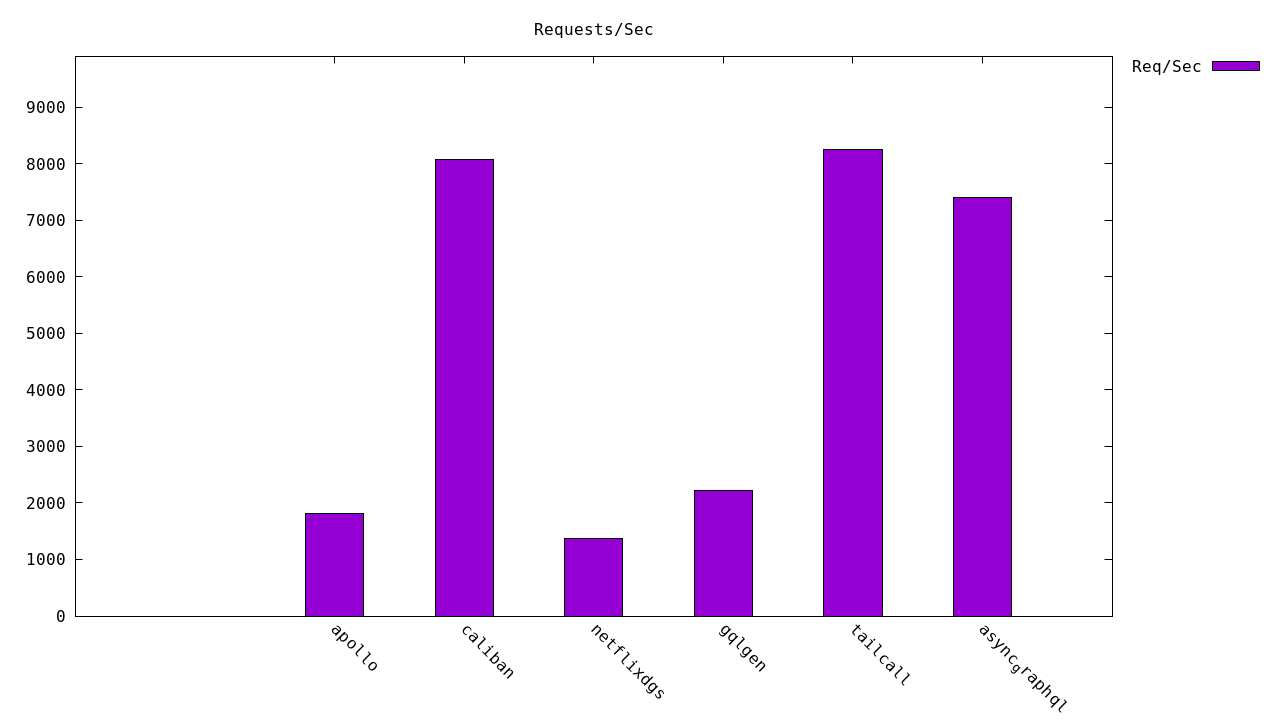 Requests/Sec
Req/Sec
9000
8000
7000
6000
5000
4000
3000
2000
1000
0
apollo
caliban
netflixdgs
gqlgen
tailcall
asyncgraphql